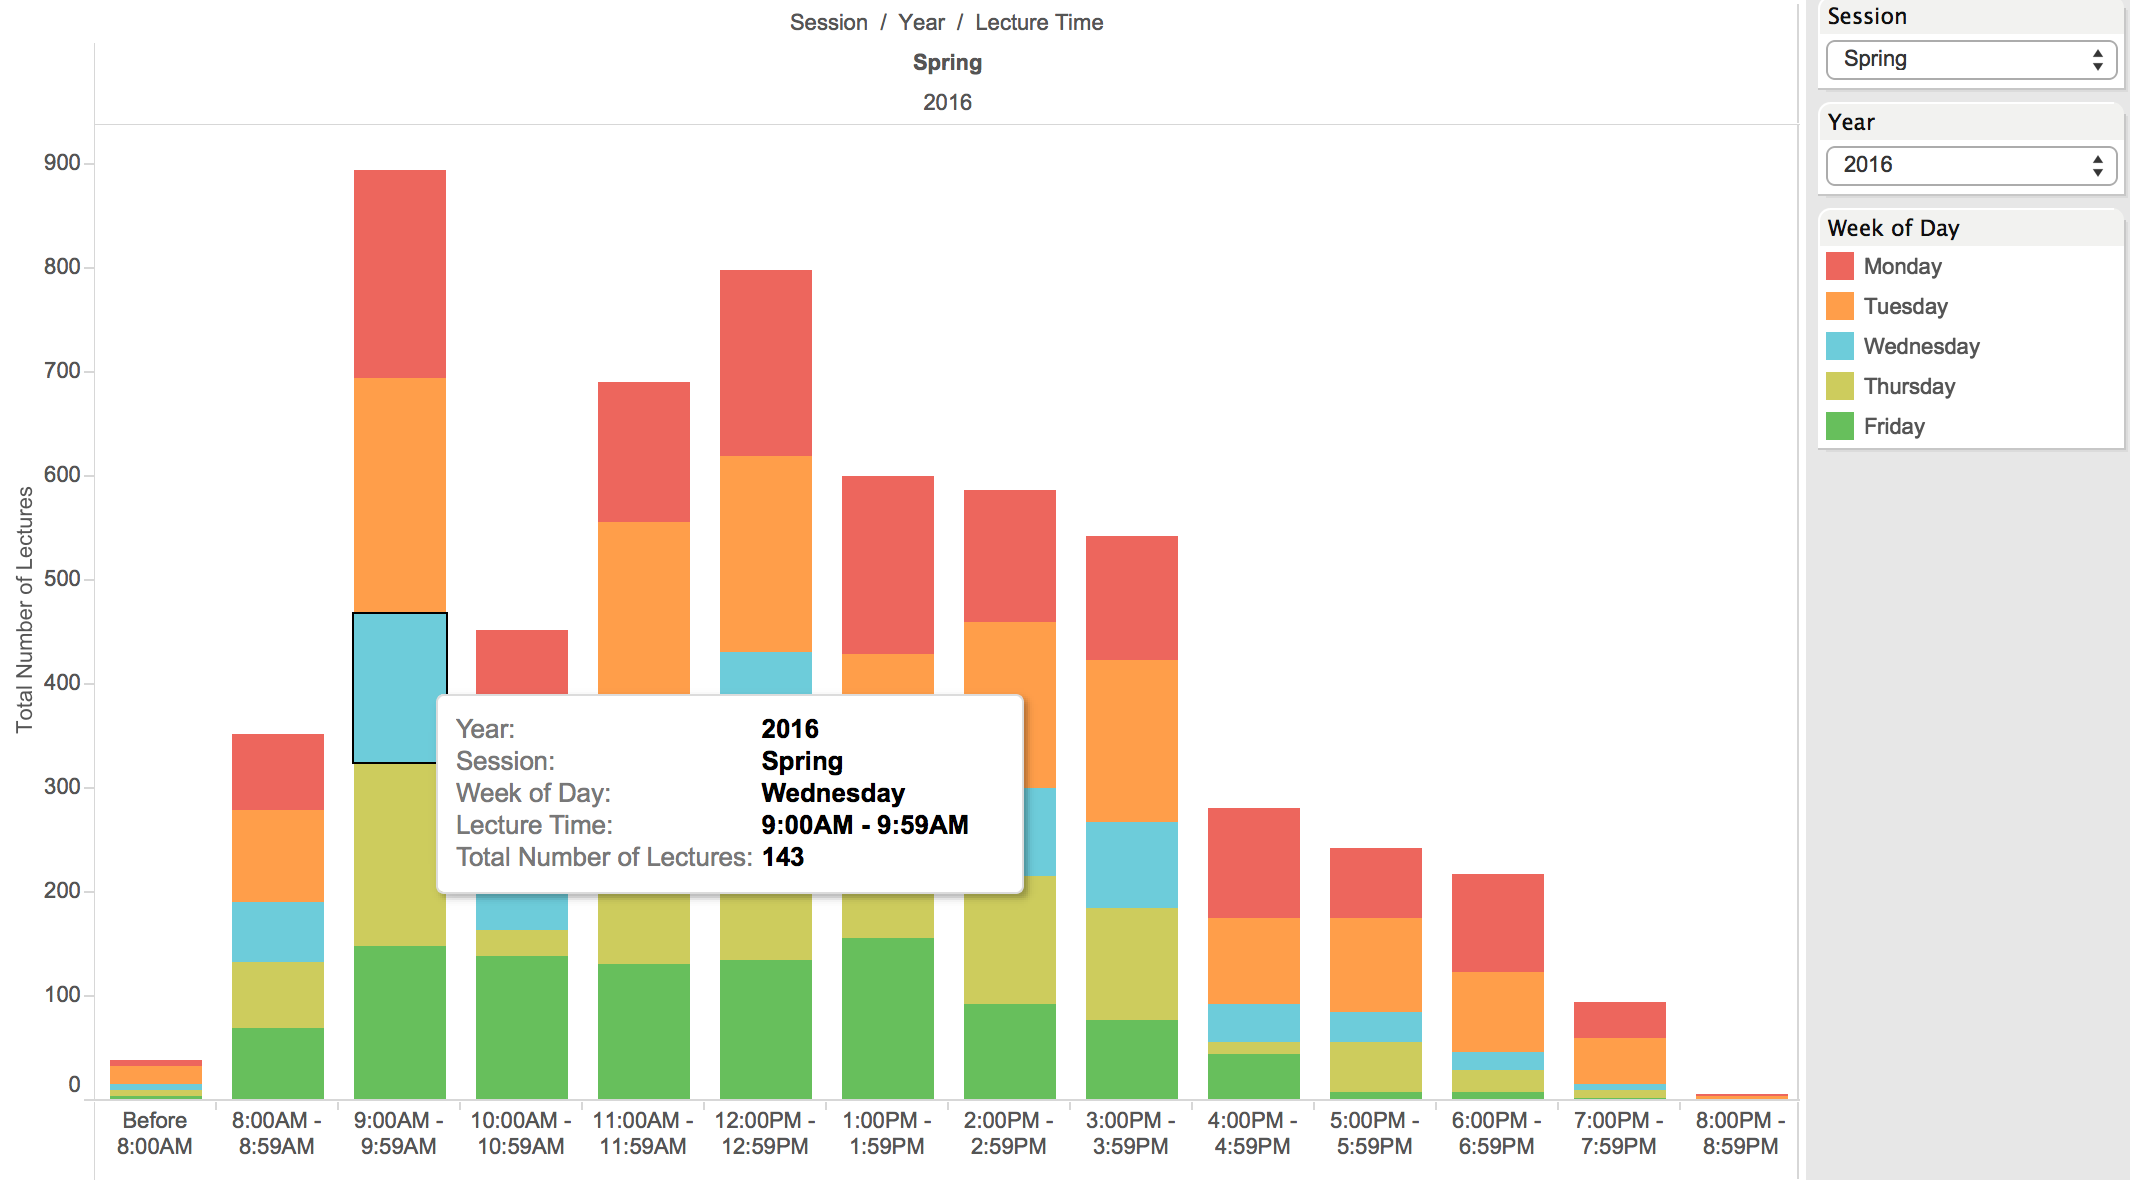 Session / Year / Lecture Time
Spring
2016
Total Number of Lectures
900
800
700
600
500
400
300
200
100
0
Before 8:00AM
8:00AM - 8:59AM
9:00AM - 9:59AM
10:00AM - 10:59AM
11:00AM - 11:59AM
12:00PM - 12:59PM
1:00PM - 1:59PM
2:00PM - 2:59PM
3:00PM - 3:59PM
4:00PM - 4:59PM
5:00PM - 5:59PM
6:00PM - 6:59PM
7:00PM - 7:59PM
8:00PM - 8:59PM
Year: 2016
Session: Spring
Week of Day: Wednesday
Lecture Time: 9:00AM - 9:59AM
Total Number of Lectures: 143
Session
Spring
Year
2016
Week of Day
Monday
Tuesday
Wednesday
Thursday
Friday